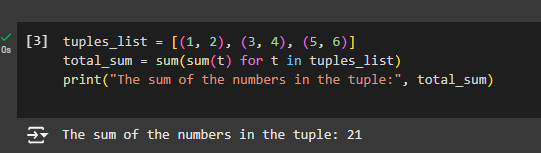 [3] tuples_list = [(1, 2), (3, 4), (5, 6)]
total_sum = sum(sum(t) for t in tuples_list)
print("The sum of the numbers in the tuple:", total_sum)
0s
The sum of the numbers in the tuple: 21